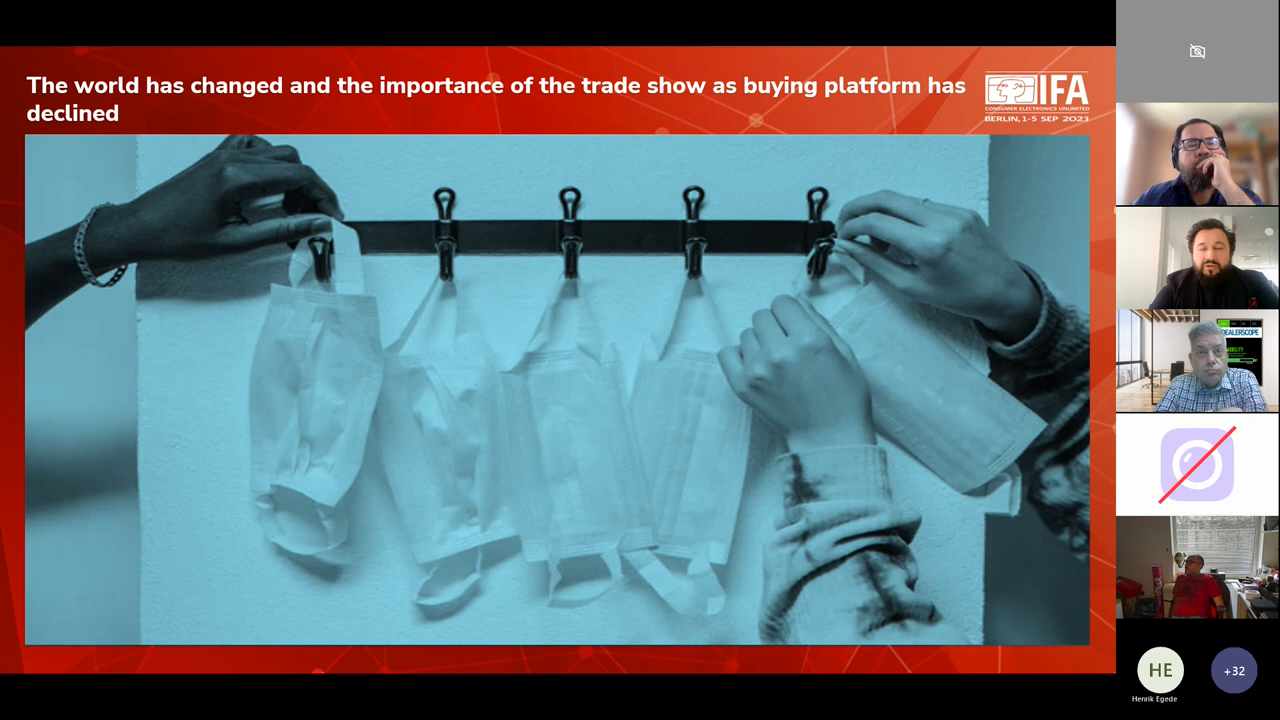 The world has changed and the importance of the trade show as buying platform has
declined
IFA
CONSUMER ELECTRONICS UNLIMITED
BERLIN, 1-5 SEP 2023
DEALERSCOPE
MOBILITY
HE
+32
Henrik Egede